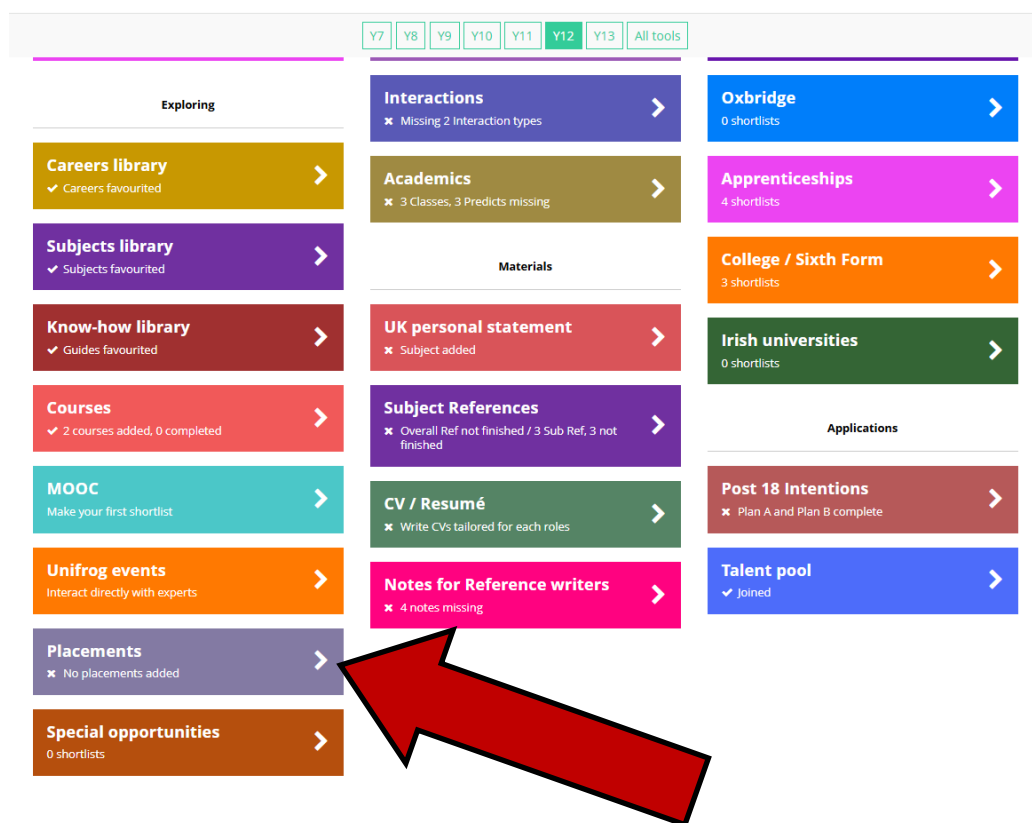 Y7 Y8 Y9 Y10 Y11 Y12 Y13 All tools
Exploring
Careers library
Careers favourited
Subjects library
Subjects favourited
Know-how library
Guides favourited
Courses
2 courses added, 0 completed
MOOC
Make your first shortlist
Unifrog events
Interact directly with experts
Placements
No placements added
Special opportunities
0 shortlists
Interactions
Missing 2 Interaction types
Academics
3 Classes, 3 Predicts missing
Materials
UK personal statement
Subject added
Subject References
Overall Ref not finished / 3 Sub Ref, 3 not
finished
CV / Resumé
Write CVs tailored for each roles
Notes for Reference writers
4 notes missing
Oxbridge
0 shortlists
Apprenticeships
4 shortlists
College / Sixth Form
3 shortlists
Irish universities
0 shortlists
Applications
Post 18 Intentions
Plan A and Plan B complete
Talent pool
Joined